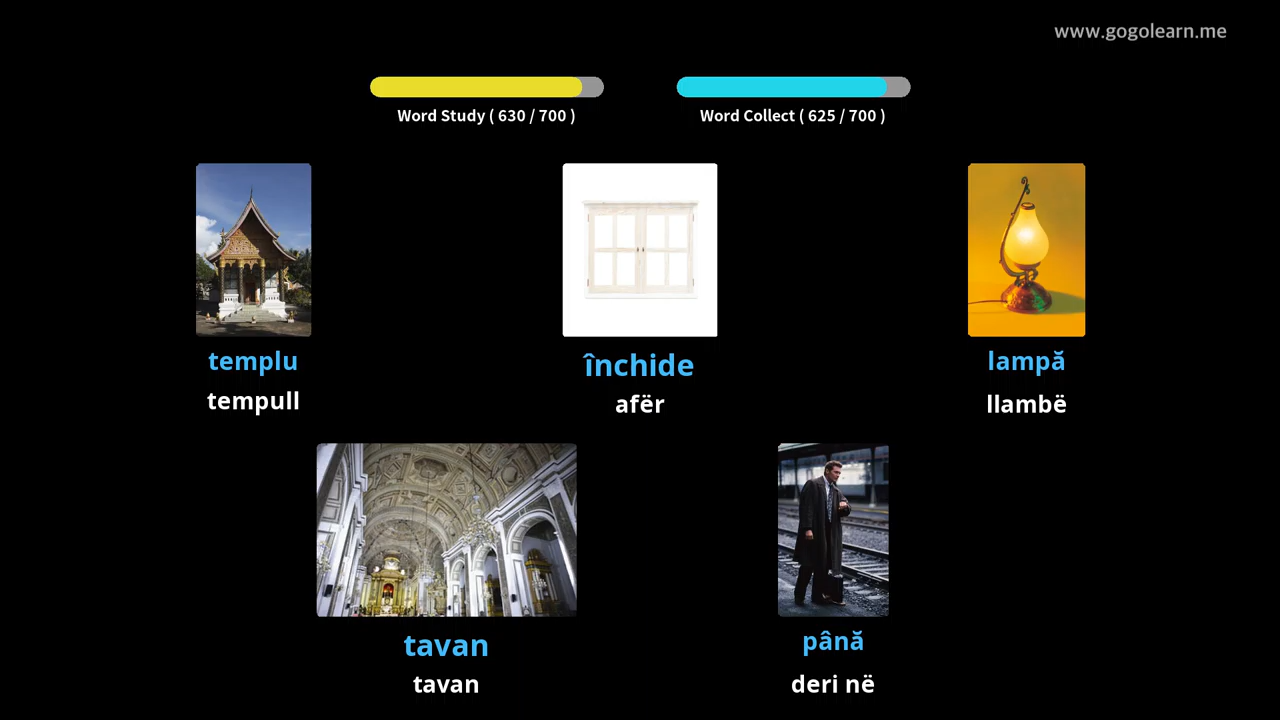 www.gogolearn.me
Word Study ( 630 / 700 )
Word Collect ( 625 / 700 )
templu
tempull
închide
afër
lampă
llambë
tavan
tavan
până
deri në